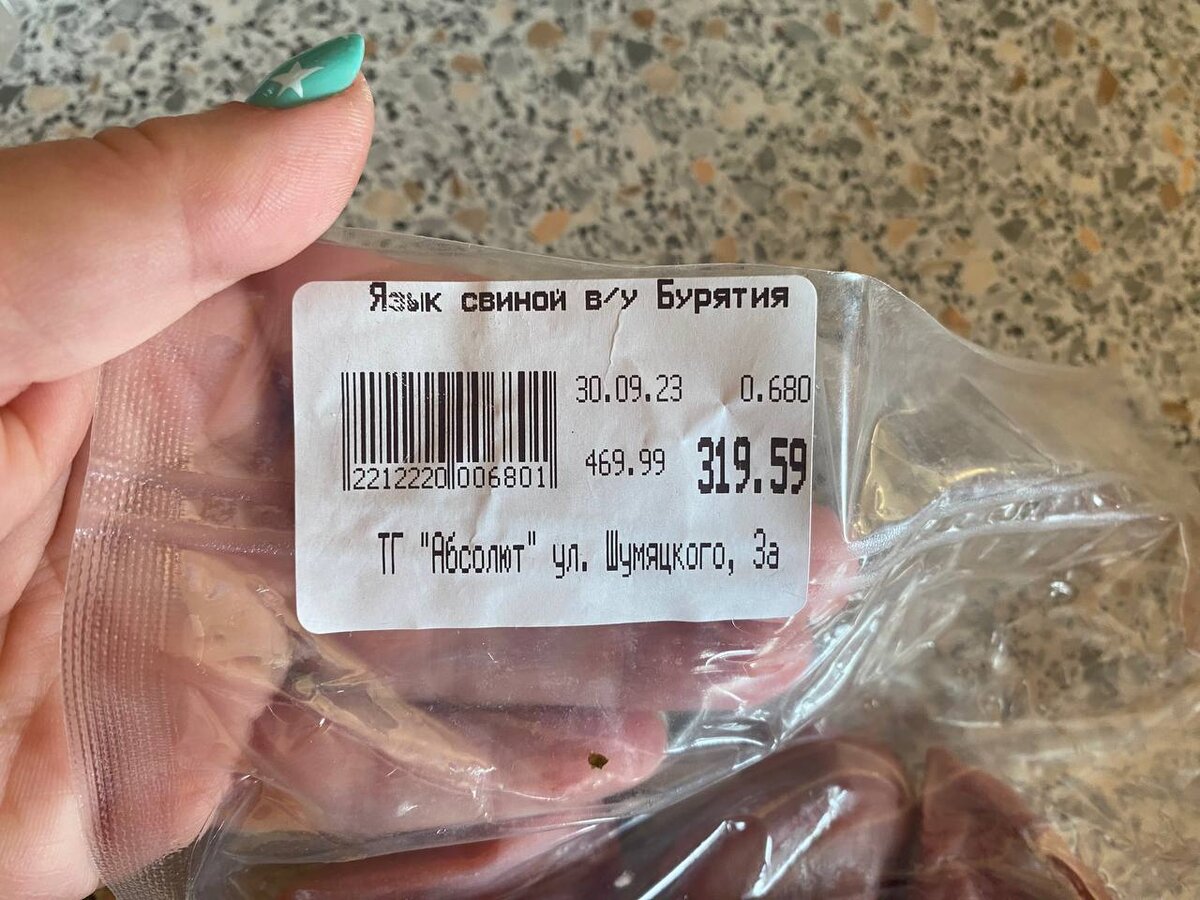 Язык свиной в/у Бурятия
30.09.23 0.680
469.99 319.59
2212220006801
ТГ "Абсолют" ул. Шумяцкого, 3а